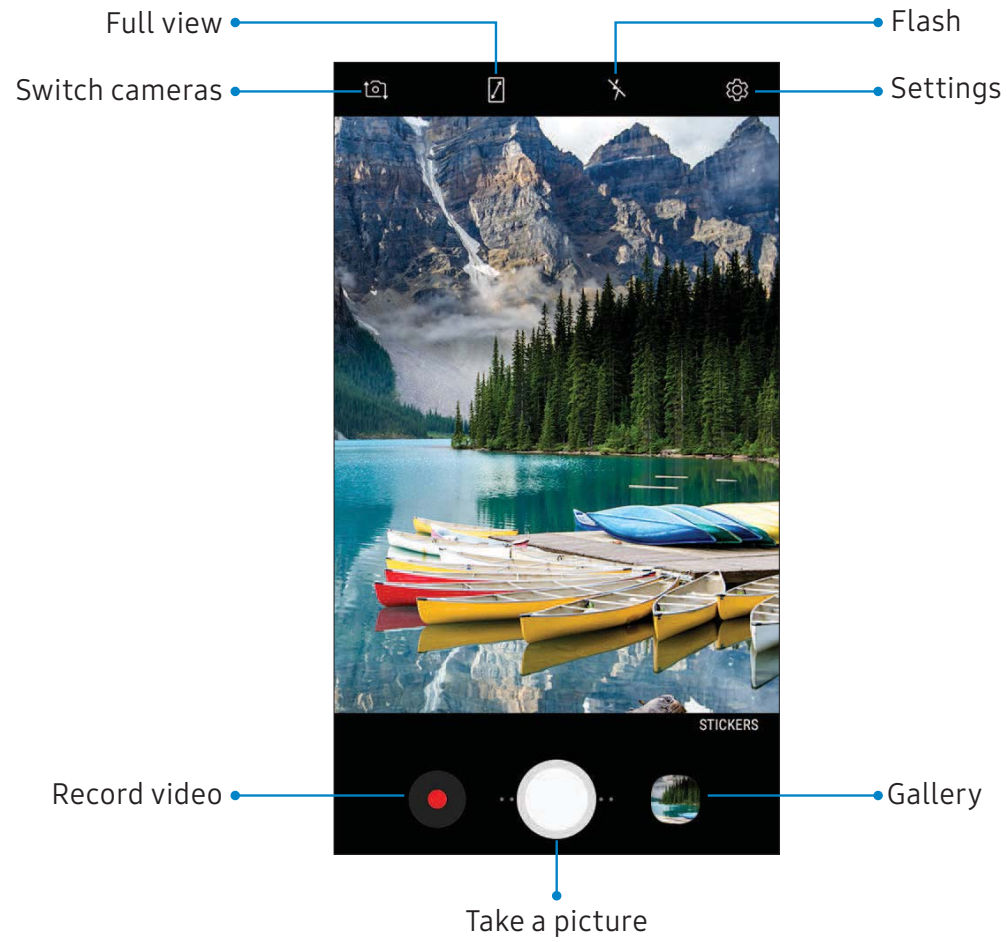 Full view
Flash
Switch cameras
Settings
STICKERS
Record video
Gallery
Take a picture